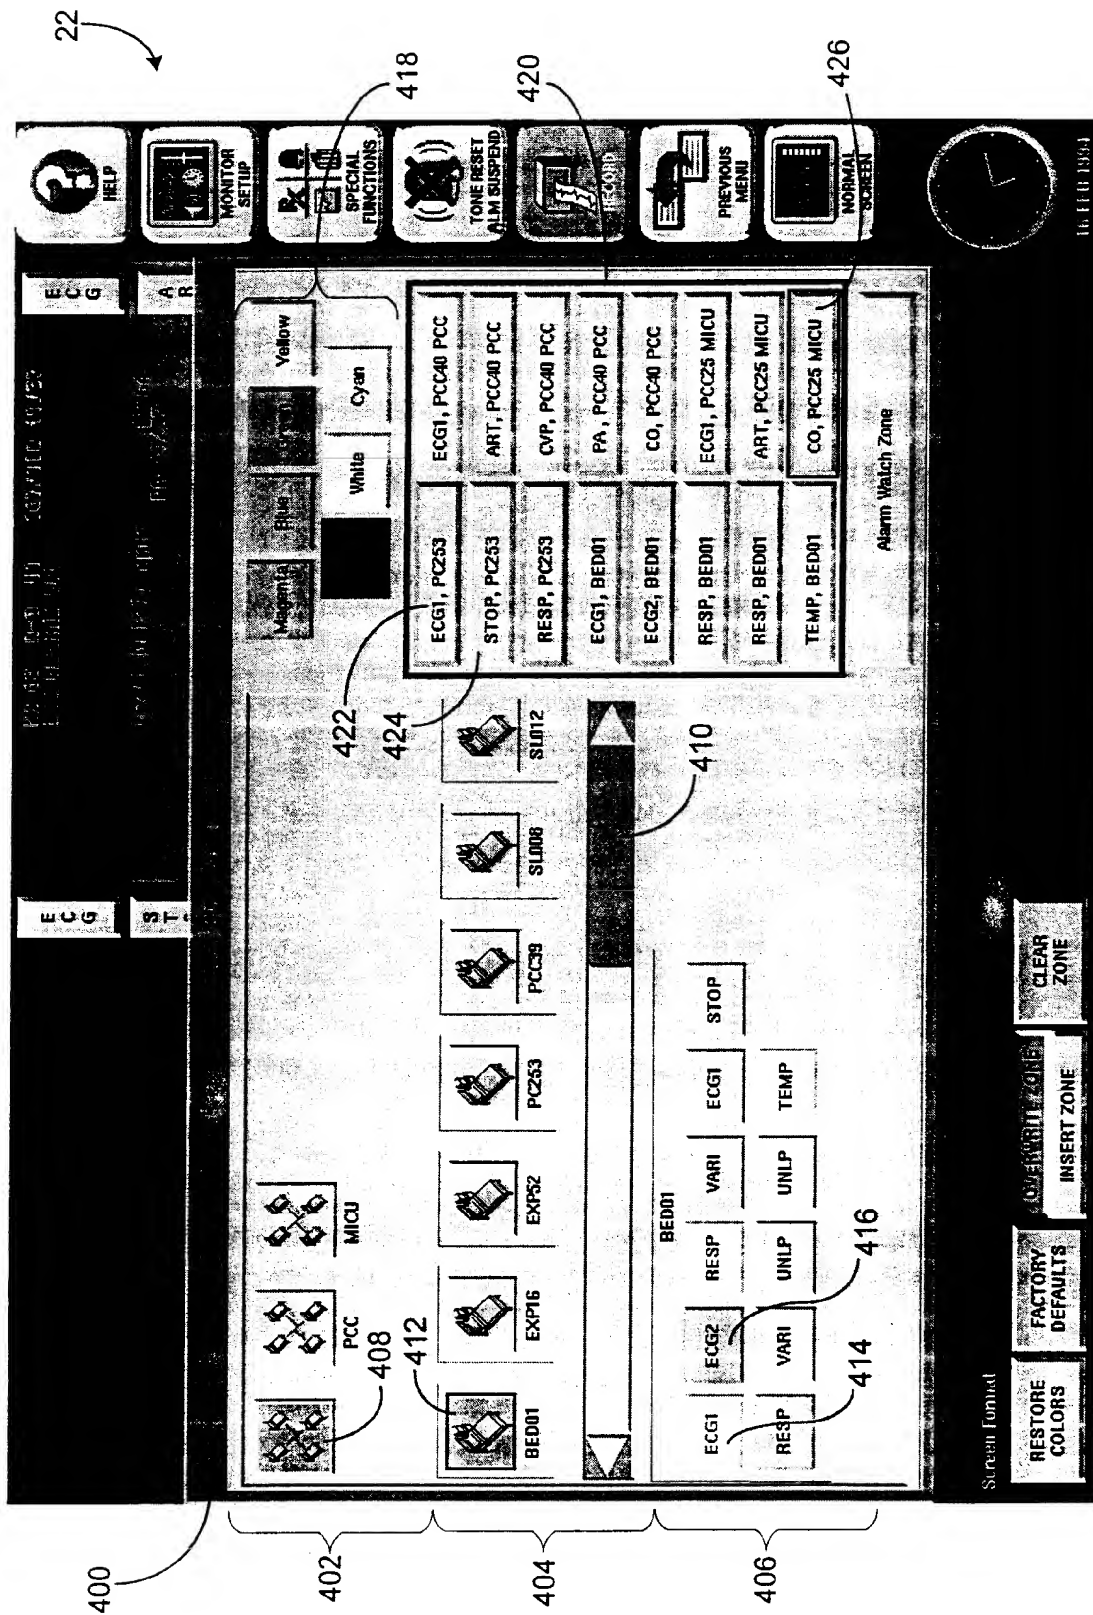 22
400
HELP
MONITOR
SETUP
SPECIAL
FUNCTIONS
TONE RESET
ALM SUSPEND
PREVIOUS
MENU
NORMAL
SCREEN
16 FEB 1994
418
420
426
E
C
G
A
R
E
C
G
S
T
402
404
406
408
PCC
MICU
Magenta
Blue
Yellow
White
Cyan
412
BED01
EXP16
EXP52
PC253
PCC39
SL008
SL012
410
422
424
ECG1, PC253
ECG1, PCC40 PCC
STOP, PC253
ART, PCC40 PCC
RESP, PC253
CVP, PCC40 PCC
ECG1, BED01
PA, PCC40 PCC
ECG2, BED01
CO, PCC40 PCC
RESP, BED01
ECG1, PCC25 MICU
RESP, BED01
ART, PCC25 MICU
TEMP, BED01
CO, PCC25 MICU
Alarm Watch Zone
BED01
ECG1
ECG2
RESP
VARI
ECG1
STOP
RESP
VARI
UNLP
UNLP
TEMP
414
416
Screen Format
RESTORE
COLORS
FACTORY
DEFAULTS
OVERWRITE ZONE
INSERT ZONE
CLEAR
ZONE